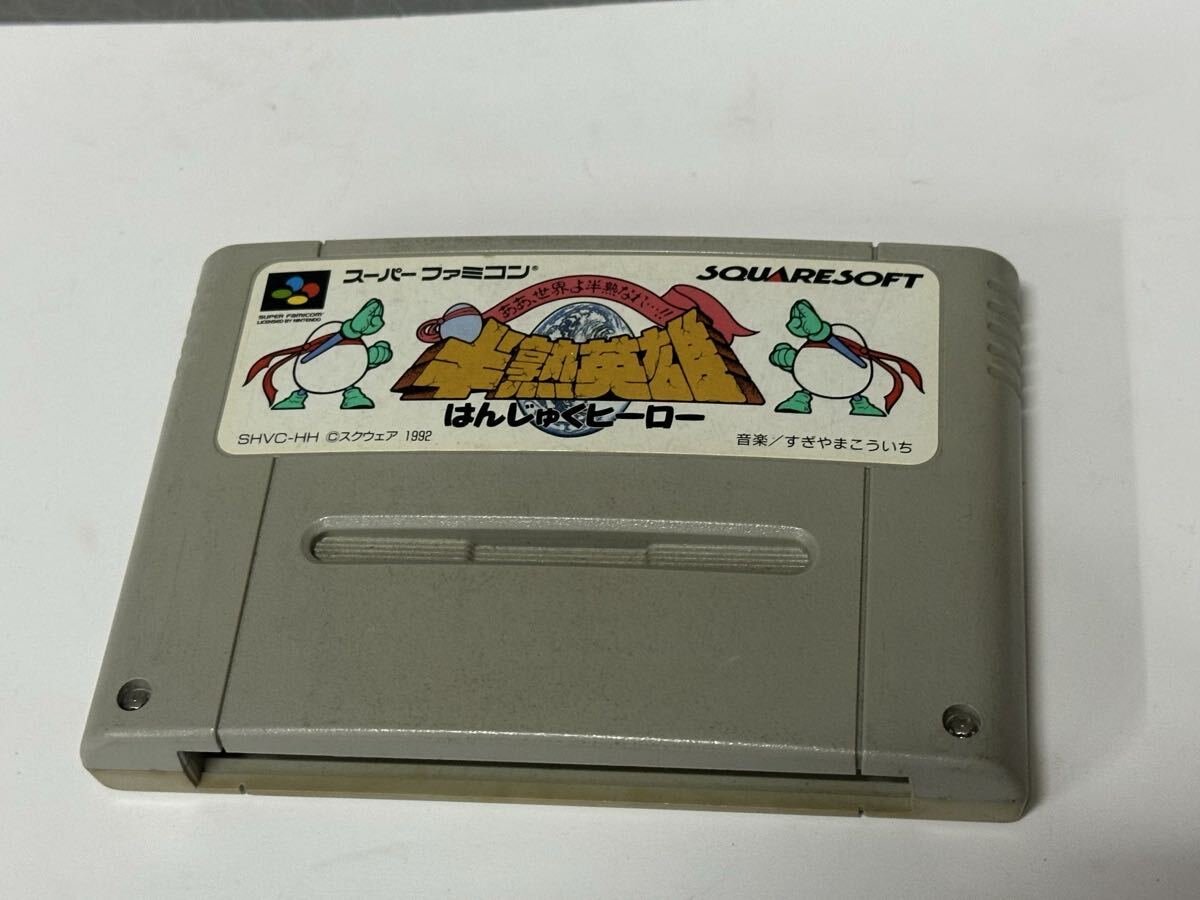 スーパーファミコン®
SQUARESOFT
SUPER FAMICOM
LICENSED BY NINTENDO
ああ、世界よ半熟なれ…!!
半熟英雄
はんじゅくヒーロー
SHVC-HH ©スクウェア 1992
音楽/すぎやまこういち